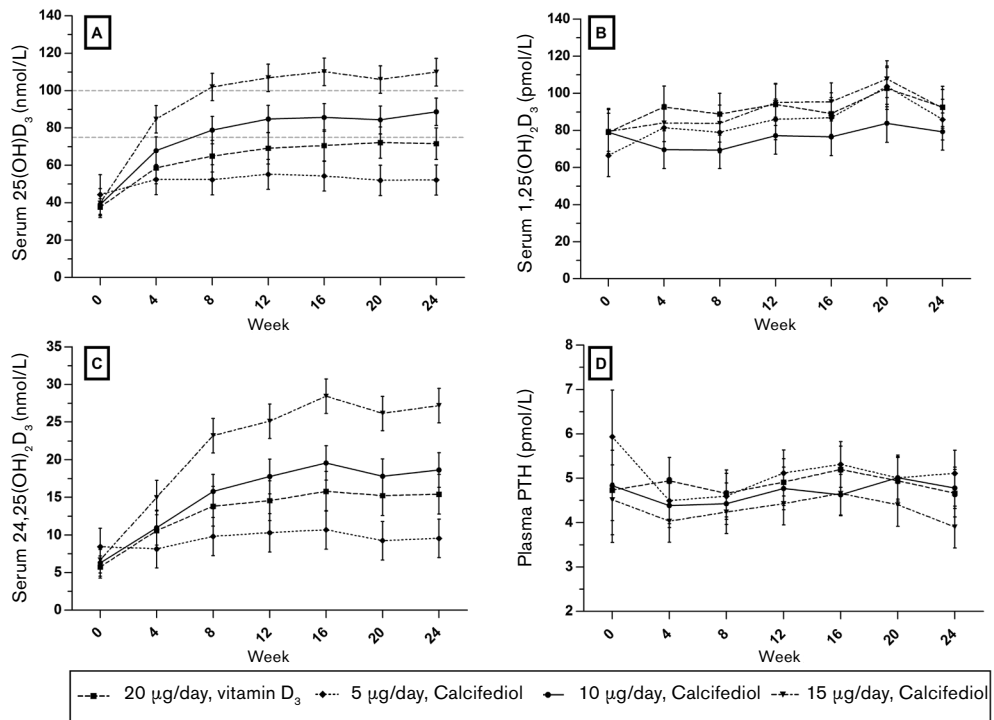 A
Serum 25(OH)D3 (nmol/L)
140
120
100
80
60
40
20
0
0 4 8 12 16 20 24
Week
B
Serum 1,25(OH)2D3 (pmol/L)
140
120
100
80
60
40
20
0
0 4 8 12 16 20 24
Week
C
Serum 24,25(OH)2D3 (nmol/L)
35
30
25
20
15
10
5
0
0 4 8 12 16 20 24
Week
D
Plasma PTH (pmol/L)
8
7
6
5
4
3
2
0 4 8 12 16 20 24
Week
20 µg/day, vitamin D3 5 µg/day, Calcifediol 10 µg/day, Calcifediol 15 µg/day, Calcifediol